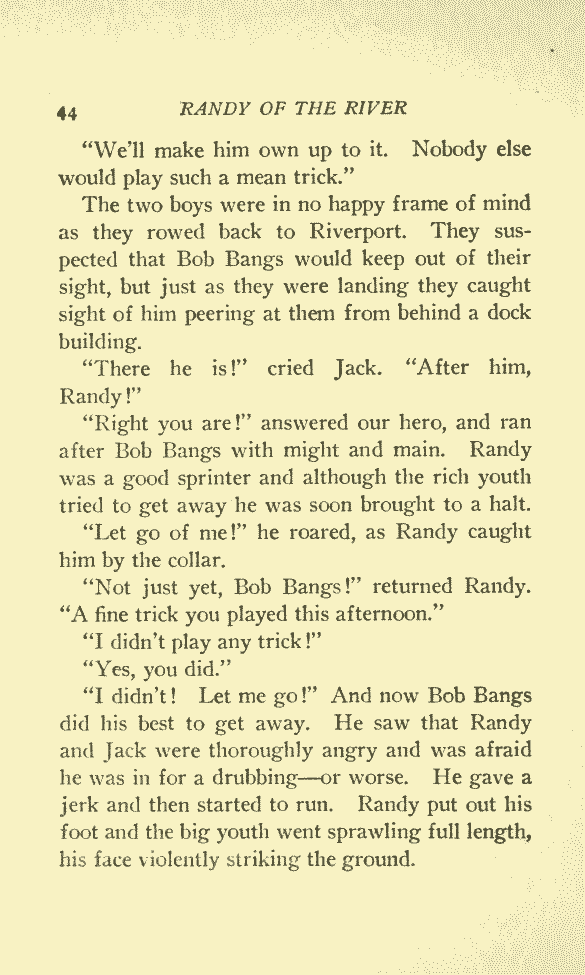 44 RANDY OF THE RIVER
"We'll make him own up to it. Nobody else
would play such a mean trick."
The two boys were in no happy frame of mind
as they rowed back to Riverport. They sus-
pected that Bob Bangs would keep out of their
sight, but just as they were landing they caught
sight of him peering at them from behind a dock
building.
"There he is!" cried Jack. "After him,
Randy!"
"Right you are!" answered our hero, and ran
after Bob Bangs with might and main. Randy
was a good sprinter and although the rich youth
tried to get away he was soon brought to a halt.
"Let go of me!" he roared, as Randy caught
him by the collar.
"Not just yet, Bob Bangs!" returned Randy.
"A fine trick you played this afternoon."
"I didn't play any trick!"
"Yes, you did."
"I didn't! Let me go!" And now Bob Bangs
did his best to get away. He saw that Randy
and Jack were thoroughly angry and was afraid
he was in for a drubbing—or worse. He gave a
jerk and then started to run. Randy put out his
foot and the big youth went sprawling full length,
his face violently striking the ground.